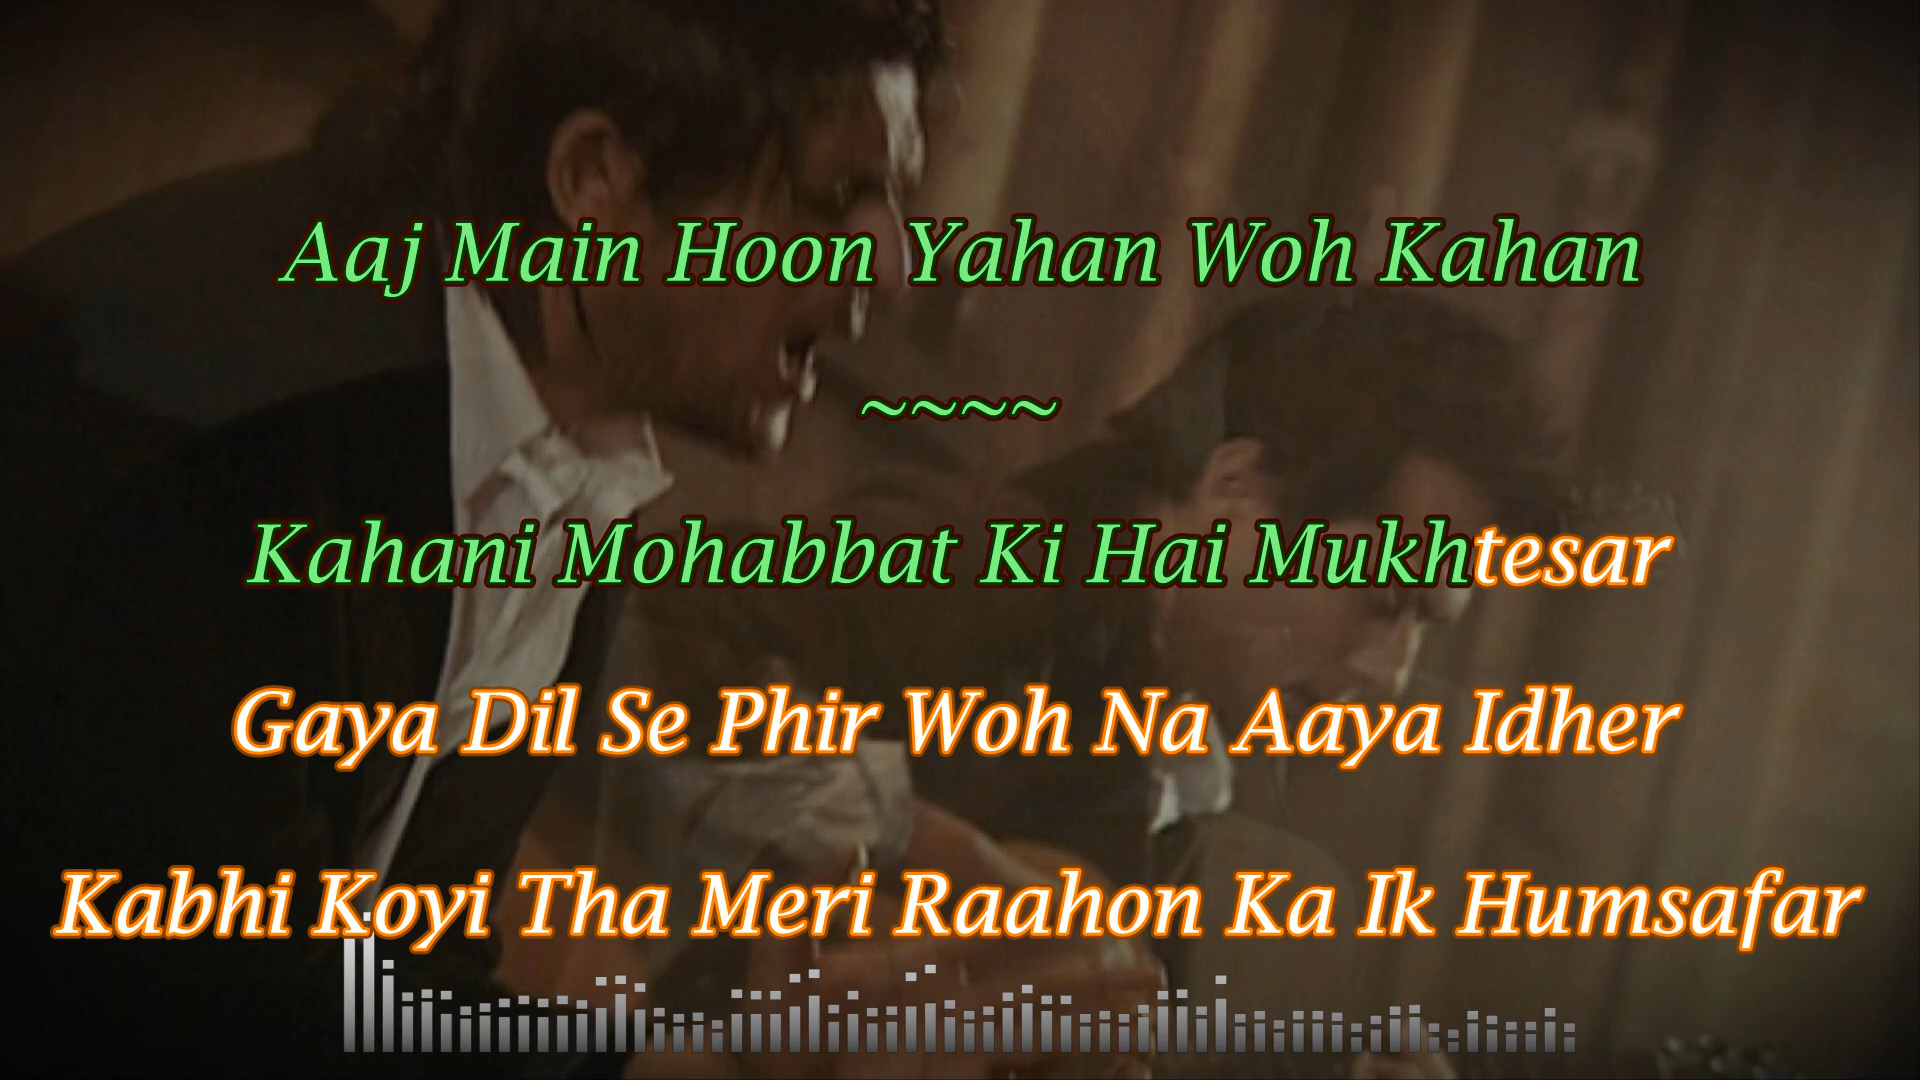 Aaj Main Hoon Yahan Woh Kahan
~~~~
Kahani Mohabbat Ki Hai Mukhtesar
Gaya Dil Se Phir Woh Na Aaya Idher
Kabhi Koyi Tha Meri Raahon Ka Ik Humsafar